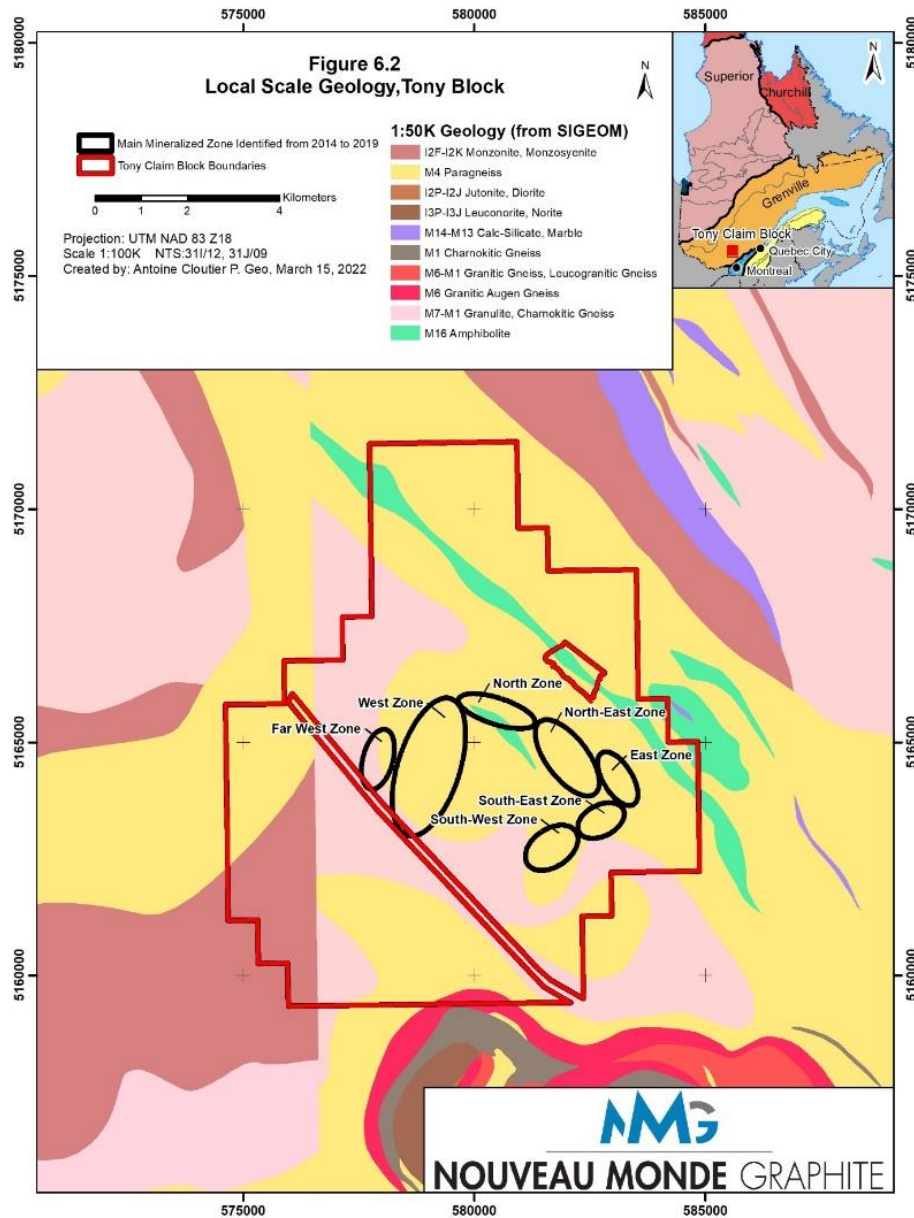 575000 580000 585000
5180000 5180000
Figure 6.2
Local Scale Geology,Tony Block
N
Main Mineralized Zone Identified from 2014 to 2019
Tony Claim Block Boundaries
Kilometers
0 1 2 4
Projection: UTM NAD 83 Z18
Scale 1:100K NTS:31I/12, 31J/09
Created by: Antoine Cloutier P. Geo, March 15, 2022
1:50K Geology (from SIGEOM)
I2F-I2K Monzonite, Monzosyenite
M4 Paragneiss
I2P-I2J Jutonite, Diorite
I3P-I3J Leuconorite, Norite
M14-M13 Calc-Silicate, Marble
M1 Charnokitic Gneiss
M6-M1 Granitic Gneiss, Leucogranitic Gneiss
M6 Granitic Augen Gneiss
M7-M1 Granulite, Charnokitic Gneiss
M16 Amphibolite
N
Superior
Churchill
Grenville
Tony Claim Block
Quebec City
Montreal
5175000 5175000
5170000 5170000
North Zone
West Zone
North-East Zone
Far West Zone
5165000 5165000
East Zone
South-East Zone
South-West Zone
5160000 5160000
NMG
NOUVEAU MONDE GRAPHITE
575000 580000 585000